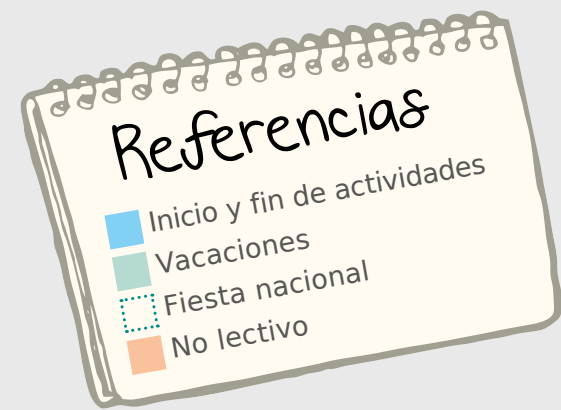 Referencias
Inicio y fin de actividades
Vacaciones
Fiesta nacional
No lectivo